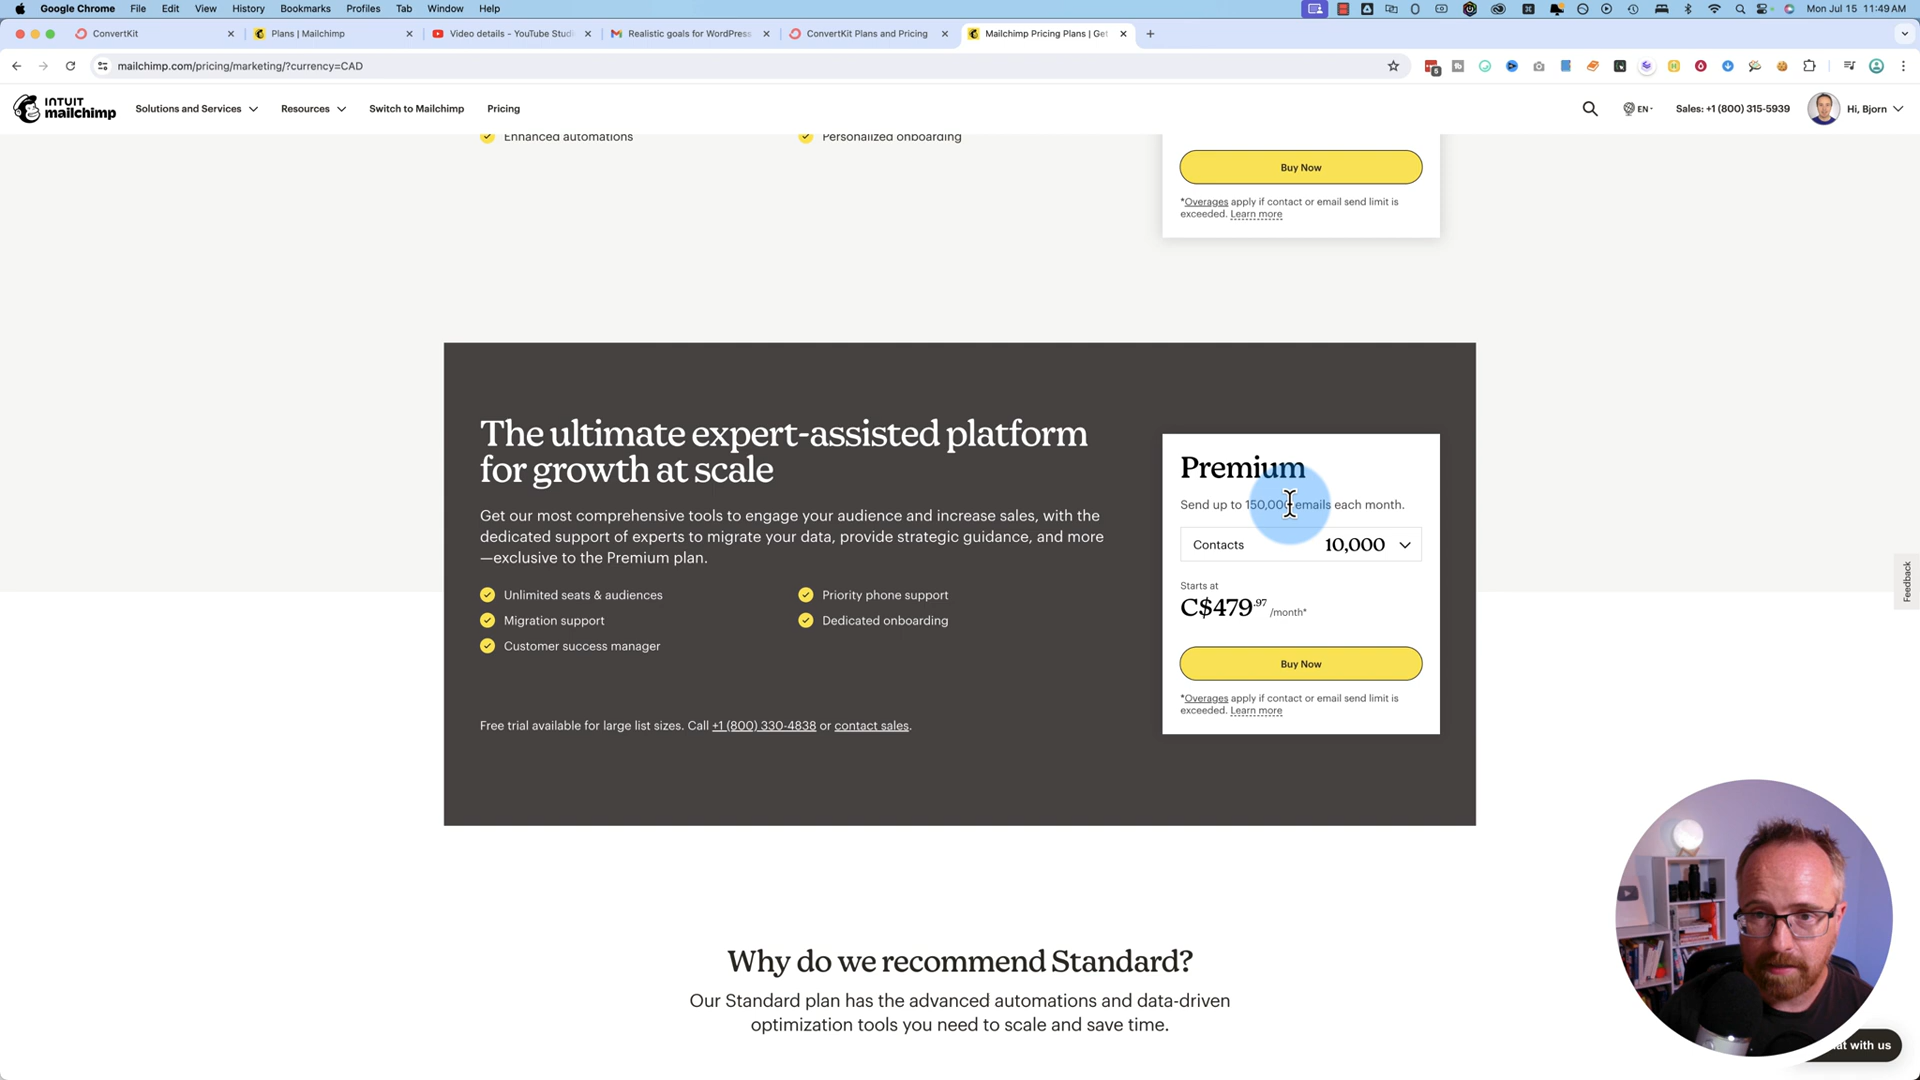 Google Chrome File Edit View History Bookmarks Profiles Tab Window Help
Mon Jul 15 11:49 AM
ConvertKit
Plans | Mailchimp
Video details - YouTube Studi
Realistic goals for WordPress
ConvertKit Plans and Pricing
Mailchimp Pricing Plans | Get
mailchimp.com/pricing/marketing/?currency=CAD
INTUIT
mailchimp
Solutions and Services
Resources
Switch to Mailchimp
Pricing
EN
Sales: +1 (800) 315-5939
Hi, Bjorn
Enhanced automations
Personalized onboarding
Buy Now
*Overages apply if contact or email send limit is
exceeded. Learn more
The ultimate expert-assisted platform
for growth at scale
Get our most comprehensive tools to engage your audience and increase sales, with the
dedicated support of experts to migrate your data, provide strategic guidance, and more
—exclusive to the Premium plan.
Unlimited seats & audiences
Priority phone support
Migration support
Dedicated onboarding
Customer success manager
Free trial available for large list sizes. Call +1 (800) 330-4838 or contact sales.
Premium
Send up to 150,000 emails each month.
Contacts 10,000
Starts at
C$479.97 /month*
Buy Now
*Overages apply if contact or email send limit is
exceeded. Learn more
Feedback
Why do we recommend Standard?
Our Standard plan has the advanced automations and data-driven
optimization tools you need to scale and save time.
at with us